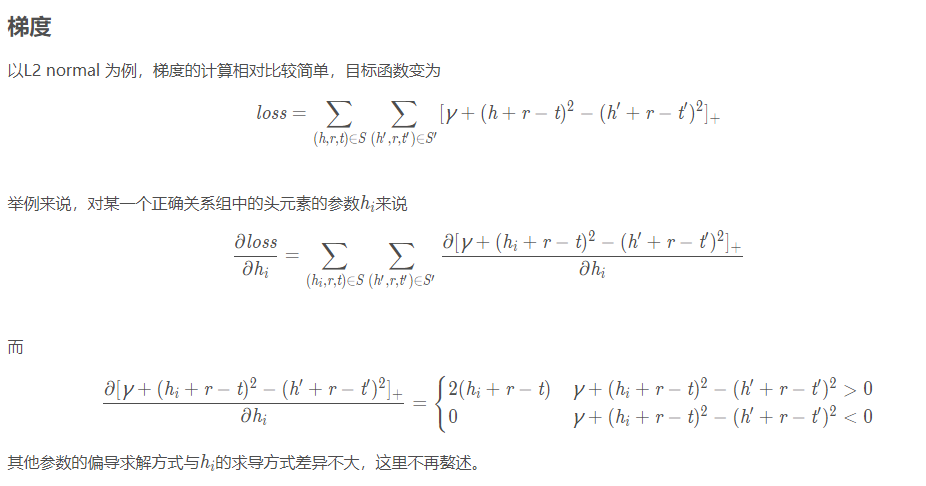 梯度
以L2 normal 为例，梯度的计算相对比较简单，目标函数变为
$$loss = \sum_{(h,r,t)\in S} \sum_{(h',r,t')\in S'} [\gamma + (h + r - t)^2 - (h' + r - t')^2]_+$$
举例来说，对某一个正确关系组中的头元素的参数$h_i$来说
$$\frac{\partial loss}{\partial h_i} = \sum_{(h_i,r,t)\in S} \sum_{(h',r,t')\in S'} \frac{\partial [\gamma + (h_i + r - t)^2 - (h' + r - t')^2]_+}{\partial h_i}$$
而
$$\frac{\partial [\gamma + (h_i + r - t)^2 - (h' + r - t')^2]_+}{\partial h_i} = \begin{cases} 2(h_i + r - t) & \gamma + (h_i + r - t)^2 - (h' + r - t')^2 > 0 \\ 0 & \gamma + (h_i + r - t)^2 - (h' + r - t')^2 < 0 \end{cases}$$
其他参数的偏导求解方式与$h_i$的求导方式差异不大，这里不再赘述。